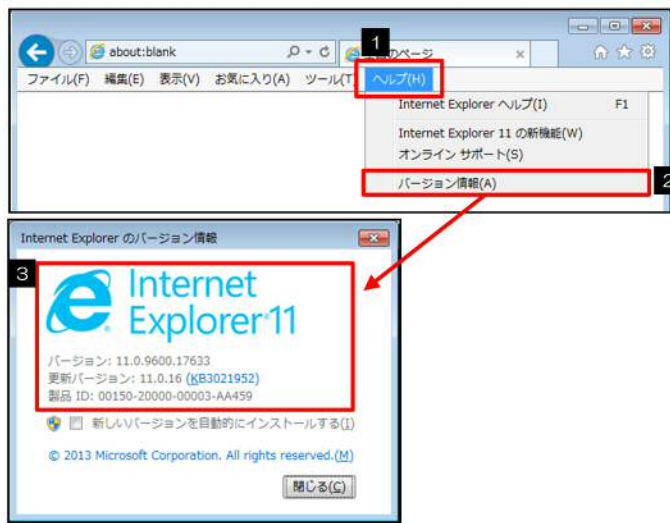 1
about:blank
のページ
ファイル(F) 編集(E) 表示(V) お気に入り(A) ツール(T) ヘルプ(H)
Internet Explorer ヘルプ(I) F1
Internet Explorer 11 の新機能(W)
オンライン サポート(S)
バージョン情報(A)
2
Internet Explorer のバージョン情報
3
Internet
Explorer 11
バージョン: 11.0.9600.17633
更新バージョン: 11.0.16 (KB3021952)
製品 ID: 00150-20000-00003-AA459
新しいバージョンを自動的にインストールする(I)
© 2013 Microsoft Corporation. All rights reserved.(M)
閉じる(C)